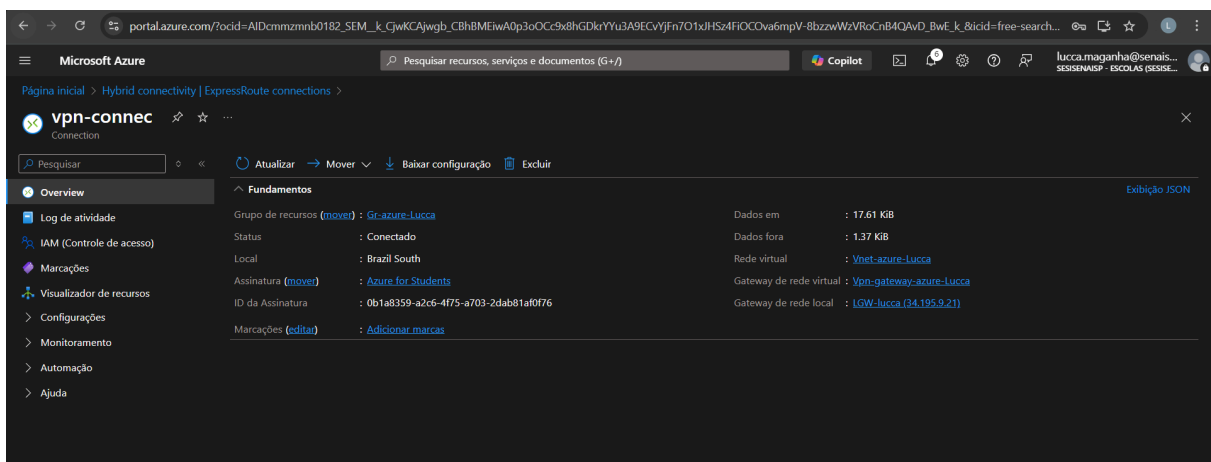 portal.azure.com/?ocid=AIDcmmzmnb0182_SEM__k_CjwKCAjwgb_CBhBMEiwA0p3oOCc9x8hGDkrYYu3A9ECvYjFn7O1xJHSz4FiOCOva6mpV-8bzzwWzVRoCnB4QAvD_BwE_k_&icid=free-search... L
Microsoft Azure Pesquisar recursos, serviços e documentos (G+/) Copilot lucca.maganha@senais...
SESISENAISP - ESCOLAS (SESISE...
Página inicial > Hybrid connectivity | ExpressRoute connections >
vpn-connec ...
Connection
Pesquisar Atualizar Mover Baixar configuração Excluir
Overview Fundamentos Exibição JSON
Log de atividade Grupo de recursos (mover) : Gr-azure-Lucca Dados em : 17.61 KiB
IAM (Controle de acesso) Status : Conectado Dados fora : 1.37 KiB
Marcações Local : Brazil South Rede virtual : Vnet-azure-Lucca
Visualizador de recursos Assinatura (mover) : Azure for Students Gateway de rede virtual : Vpn-gateway-azure-Lucca
Configurações ID da Assinatura : 0b1a8359-a2c6-4f75-a703-2dab81af0f76 Gateway de rede local : LGW-lucca (34.195.9.21)
Monitoramento Marcações (editar) : Adicionar marcas
Automação
Ajuda